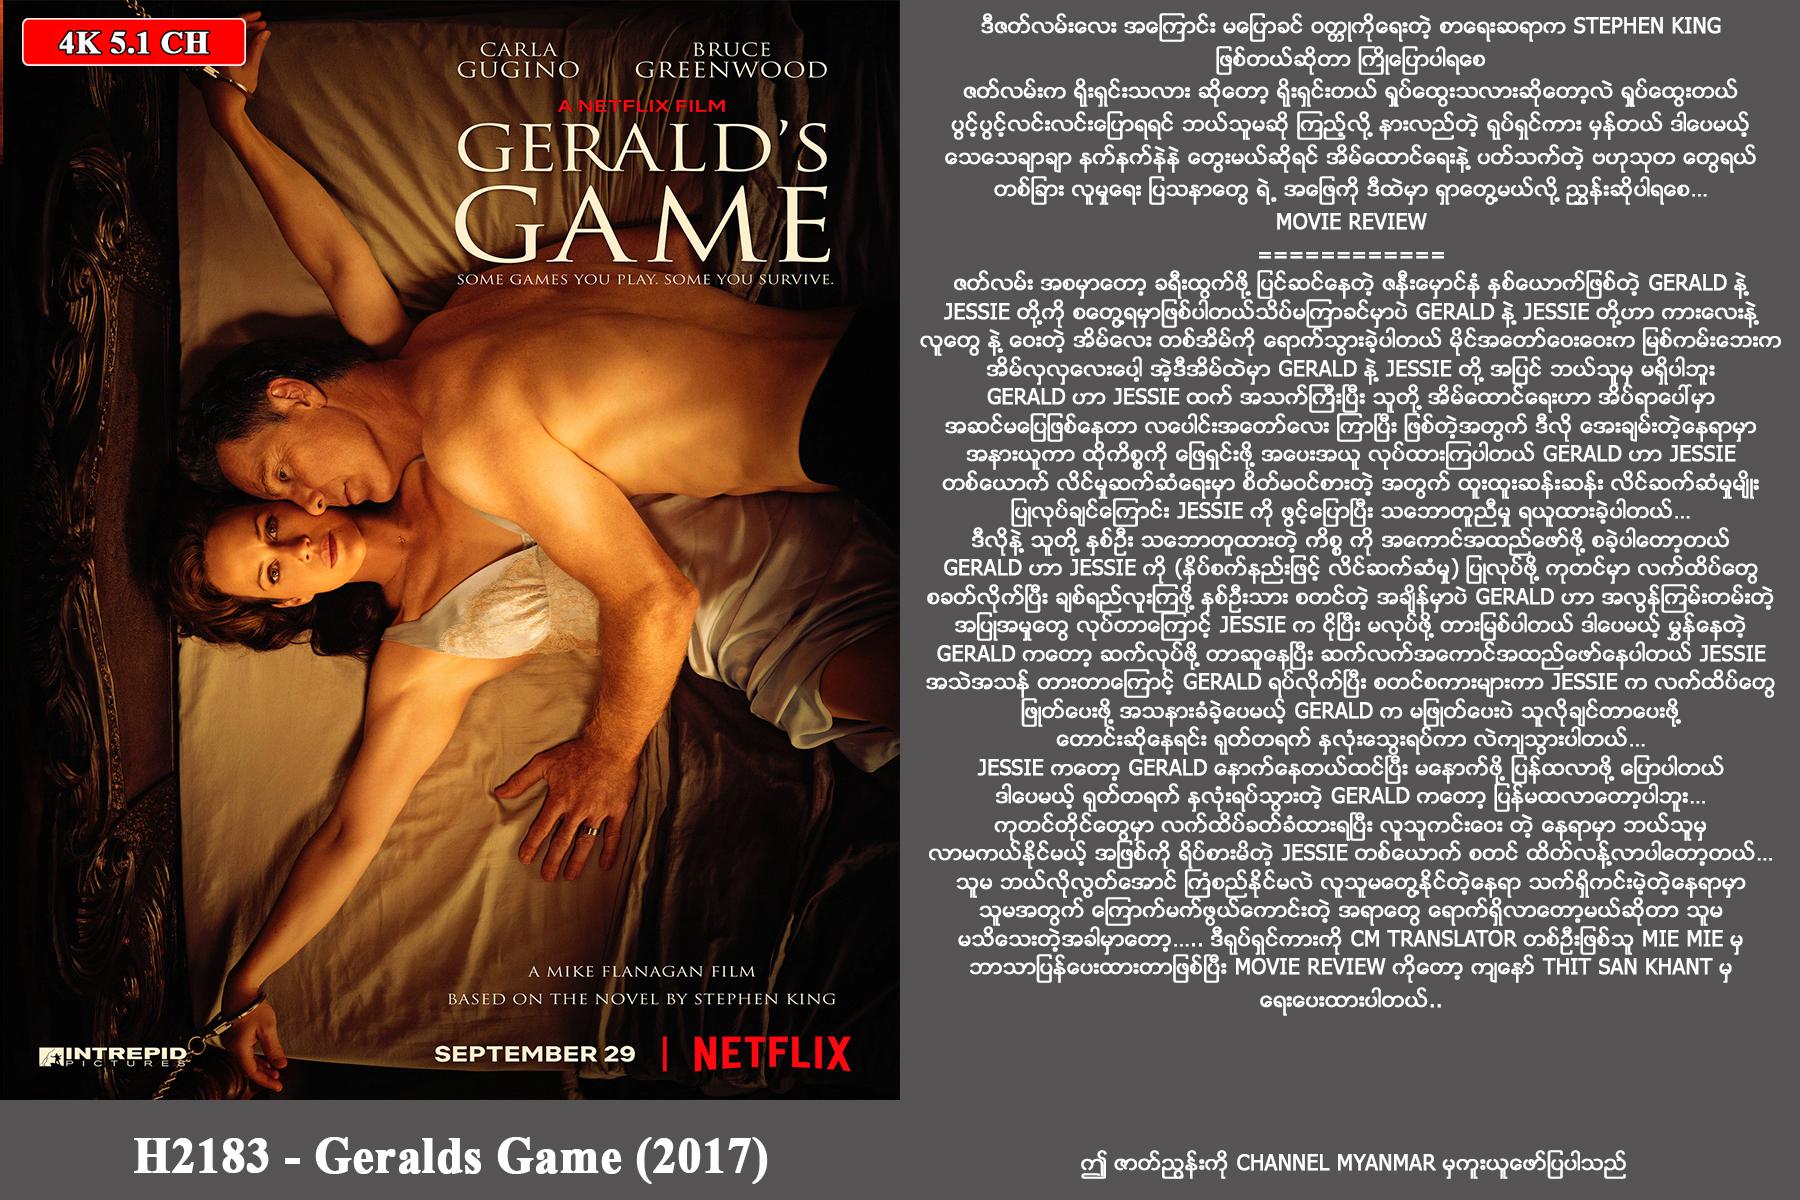 4K 5.1 CH
CARLA GUGINO
BRUCE GREENWOOD
A NETFLIX FILM
GERALD'S
GAME
SOME GAMES YOU PLAY. SOME YOU SURVIVE.
A MIKE FLANAGAN FILM
BASED ON THE NOVEL BY STEPHEN KING
INTREPID
PICTURES
SEPTEMBER 29 | NETFLIX
H2183 - Geralds Game (2017)
ဒီဇတ်လမ်းလေး အကြောင်း မပြောခင် ဝတ္ထုကိုရေးတဲ့ စာရေးဆရာက STEPHEN KING
ဖြစ်တယ်ဆိုတာ ကြိုပြောပါရစေ
ဇတ်လမ်းက ရိုးရှင်းသလား ဆိုတော့ ရိုးရှင်းတယ် ရှုပ်ထွေးသလားဆိုတော့လဲ ရှုပ်ထွေးတယ်
ပွင့်ပွင့်လင်းလင်းပြောရရင် ဘယ်သူမဆို ကြည့်လို့ နားလည်တဲ့ ရုပ်ရှင်ကား မှန်တယ် ဒါပေမယ့်
သေသေချာချာ နက်နက်နဲနဲ တွေးမယ်ဆိုရင် အိမ်ထောင်ရေးနဲ့ ပတ်သက်တဲ့ ဗဟုသုတ တွေရယ်
တစ်ခြား လူမှုရေး ပြသနာတွေ ရဲ့ အဖြေကို ဒီထဲမှာ ရှာတွေ့မယ်လို့ ညွှန်းဆိုပါရစေ...
MOVIE REVIEW
============
ဇတ်လမ်း အစမှာတော့ ခရီးထွက်ဖို့ ပြင်ဆင်နေတဲ့ ဇနီးမောင်နှံ နှစ်ယောက်ဖြစ်တဲ့ GERALD နဲ့
JESSIE တို့ကို စတွေ့ရမှာဖြစ်ပါတယ်သိပ်မကြာခင်မှာပဲ GERALD နဲ့ JESSIE တို့ဟာ ကားလေးနဲ့
လူတွေ နဲ့ ဝေးတဲ့ အိမ်လေး တစ်အိမ်ကို ရောက်သွားခဲ့ပါတယ် မိုင်အတော်ဝေးဝေးက မြစ်ကမ်းဘေးက
အိမ်လှလှလေးပေါ့ အဲ့ဒီအိမ်ထဲမှာ GERALD နဲ့ JESSIE တို့ အပြင် ဘယ်သူမှ မရှိပါဘူး
GERALD ဟာ JESSIE ထက် အသက်ကြီးပြီး သူတို့ အိမ်ထောင်ရေးဟာ အိပ်ရာပေါ်မှာ
အဆင်မပြေဖြစ်နေတာ လပေါင်းအတော်လေး ကြာပြီး ဖြစ်တဲ့အတွက် ဒီလို အေးချမ်းတဲ့နေရာမှာ
အနားယူကာ ထိုကိစ္စကို ဖြေရှင်းဖို့ အပေးအယူ လုပ်ထားကြပါတယ် GERALD ဟာ JESSIE
တစ်ယောက် လိင်မှုဆက်ဆံရေးမှာ စိတ်မဝင်စားတဲ့ အတွက် ထူးထူးဆန်းဆန်း လိင်ဆက်ဆံမှုမျိုး
ပြုလုပ်ချင်ကြောင်း JESSIE ကို ဖွင့်ပြောပြီး သဘောတူညီမှု ရယူထားခဲ့ပါတယ်...
ဒီလိုနဲ့ သူတို့ နှစ်ဦး သဘောတူထားတဲ့ ကိစ္စ ကို အကောင်အထည်ဖော်ဖို့ စခဲ့ပါတော့တယ်
GERALD ဟာ JESSIE ကို (နှိပ်စက်နည်းဖြင့် လိင်ဆက်ဆံမှု) ပြုလုပ်ဖို့ ကုတင်မှာ လက်ထိပ်တွေ
စခတ်လိုက်ပြီး ချစ်ရည်လူးကြဖို့ နှစ်ဦးသား စတင်တဲ့ အချိန်မှာပဲ GERALD ဟာ အလွန်ကြမ်းတမ်းတဲ့
အပြုအမှုတွေ လုပ်တာကြောင့် JESSIE က ငိုပြီး မလုပ်ဖို့ တားမြစ်ပါတယ် ဒါပေမယ့် မွှန်နေတဲ့
GERALD ကတော့ ဆက်လုပ်ဖို့ တာဆူနေပြီး ဆက်လက်အကောင်အထည်ဖော်နေပါတယ် JESSIE
အသဲအသန် တားတာကြောင့် GERALD ရပ်လိုက်ပြီး စတင်စကားများကာ JESSIE က လက်ထိပ်တွေ
ဖြုတ်ပေးဖို့ အသနားခံခဲ့ပေမယ့် GERALD က မဖြုတ်ပေးပဲ သူလိုချင်တာပေးဖို့
တောင်းဆိုနေရင်း ရုတ်တရက် နှလုံးသွေးရပ်ကာ လဲကျသွားပါတယ်...
JESSIE ကတော့ GERALD နောက်နေတယ်ထင်ပြီး မနောက်ဖို့ ပြန်ထလာဖို့ ပြောပါတယ်
ဒါပေမယ့် ရုတ်တရက် နှလုံးရပ်သွားတဲ့ GERALD ကတော့ ပြန်မထလာတော့ပါဘူး...
ကုတင်တိုင်တွေမှာ လက်ထိပ်ခတ်ခံထားရပြီး လူသူကင်းဝေး တဲ့ နေရာမှာ ဘယ်သူမှ
လာမကယ်နိုင်မယ့် အဖြစ်ကို ရိပ်စားမိတဲ့ JESSIE တစ်ယောက် စတင် ထိတ်လန့်လာပါတော့တယ်...
သူမ ဘယ်လိုလွတ်အောင် ကြံစည်နိုင်မလဲ လူသူမတွေ့နိုင်တဲ့နေရာ သက်ရှိကင်းမဲ့တဲ့နေရာမှာ
သူမအတွက် ကြောက်မက်ဖွယ်ကောင်းတဲ့ အရာတွေ ရောက်ရှိလာတော့မယ်ဆိုတာ သူမ
မသိသေးတဲ့အခါမှာတော့..... ဒီရုပ်ရှင်ကားကို CM TRANSLATOR တစ်ဦးဖြစ်သူ MIE MIE မှ
ဘာသာပြန်ပေးထားတာဖြစ်ပြီး MOVIE REVIEW ကိုတော့ ကျနော် THIT SAN KHANT မှ
ရေးပေးထားပါတယ်..
ဤ ဇာတ်ညွှန်းကို CHANNEL MYANMAR မှကူးယူဖော်ပြပါသည်